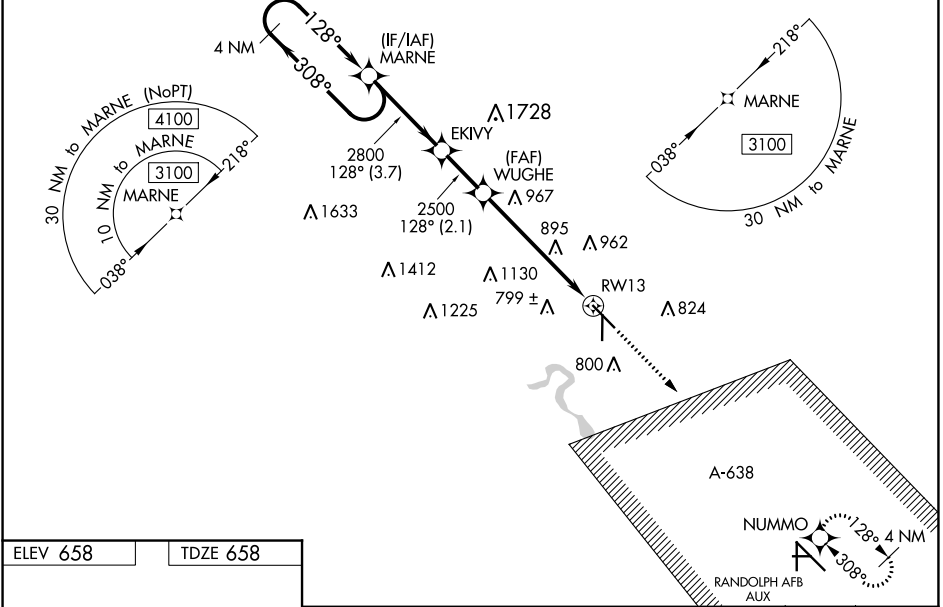 128°
4 NM
308°
(IF/IAF)
MARNE
30 NM to MARNE (NoPT)
4100
10 NM to MARNE
3100
MARNE
218°
038°
218°
MARNE
038°
3100
30 NM to MARNE
1728
EKIVY
2800
128° (3.7)
(FAF)
WUGHE
967
2500
128° (2.1)
1633
895
962
1412
1130
RW13
799 ±
1225
824
800
A-638
NUMMO
128°
4 NM
308°
RANDOLPH AFB
AUX
ELEV 658
TDZE 658